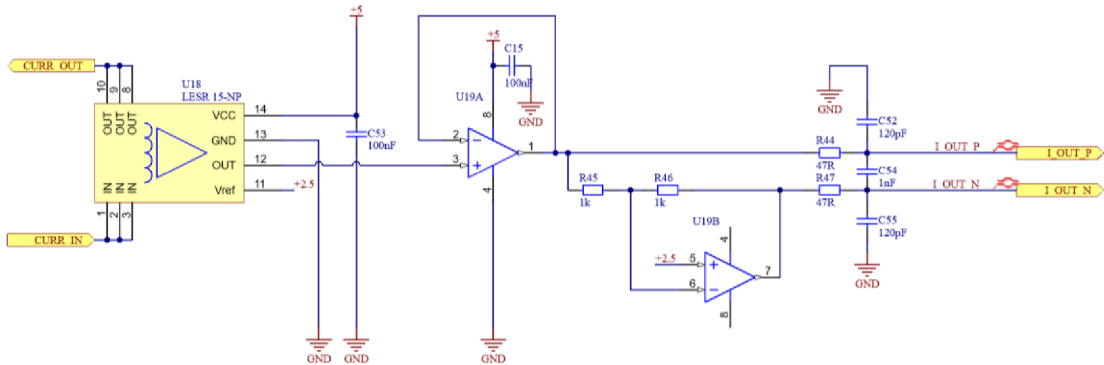 +5
CURR_OUT
10
9
8
U18
LESR 15-NP
OUT
OUT
OUT
IN
IN
IN
VCC
GND
OUT
Vref
14
13
12
11
+2.5
1
2
3
CURR_IN
C53
100nF
GND
GND
+5
C15
100nF
GND
U19A
8
2
3
1
4
GND
GND
C52
120pF
R44
47R
C54
1nF
I_OUT_P
I_OUT_P
R45
1k
R46
1k
R47
47R
I_OUT_N
I_OUT_N
C55
120pF
GND
U19B
4
+2.5
5
6
7
8